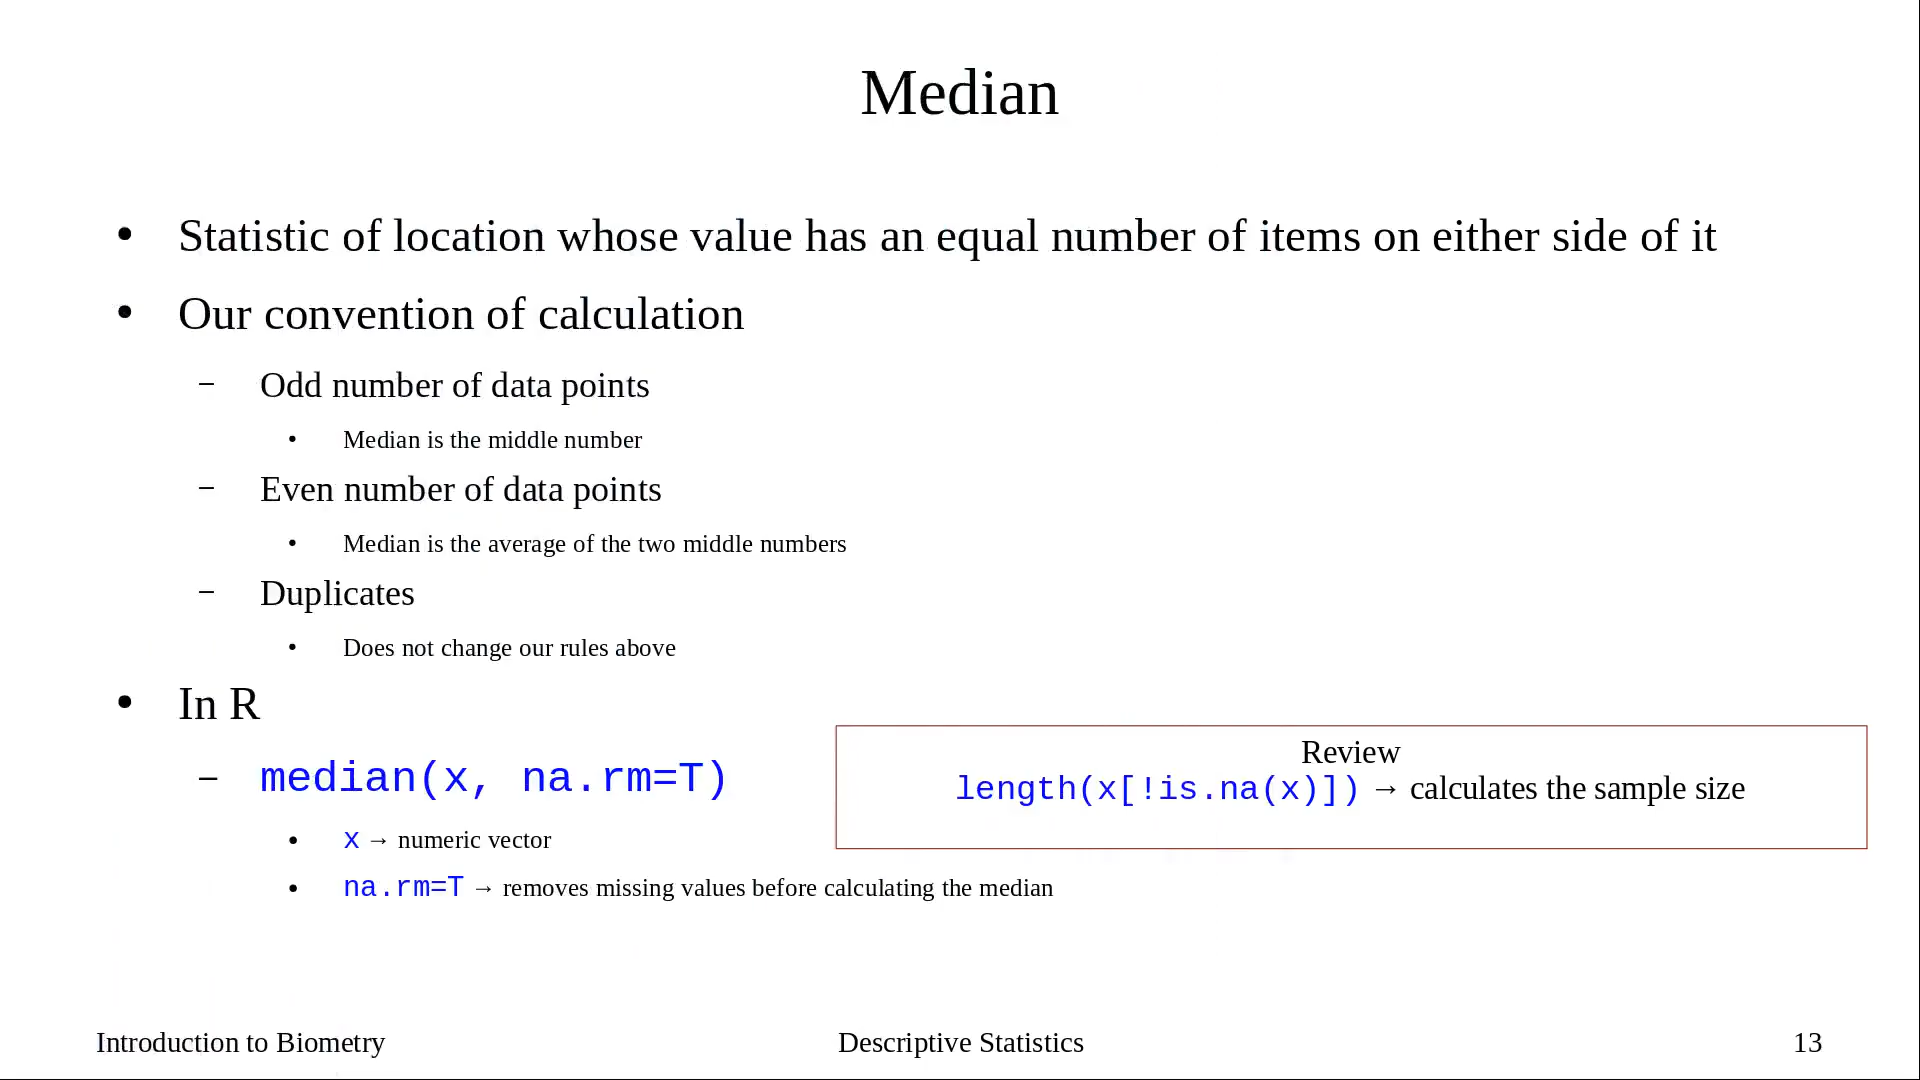 Median
• Statistic of location whose value has an equal number of items on either side of it
• Our convention of calculation
– Odd number of data points
• Median is the middle number
– Even number of data points
• Median is the average of the two middle numbers
– Duplicates
• Does not change our rules above
• In R
– median(x, na.rm=T)
• x → numeric vector
• na.rm=T → removes missing values before calculating the median
Review
length(x[!is.na(x)]) → calculates the sample size
Introduction to Biometry
Descriptive Statistics
13